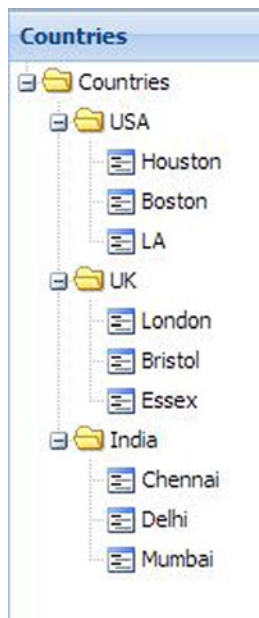 Countries
Countries
USA
Houston
Boston
LA
UK
London
Bristol
Essex
India
Chennai
Delhi
Mumbai